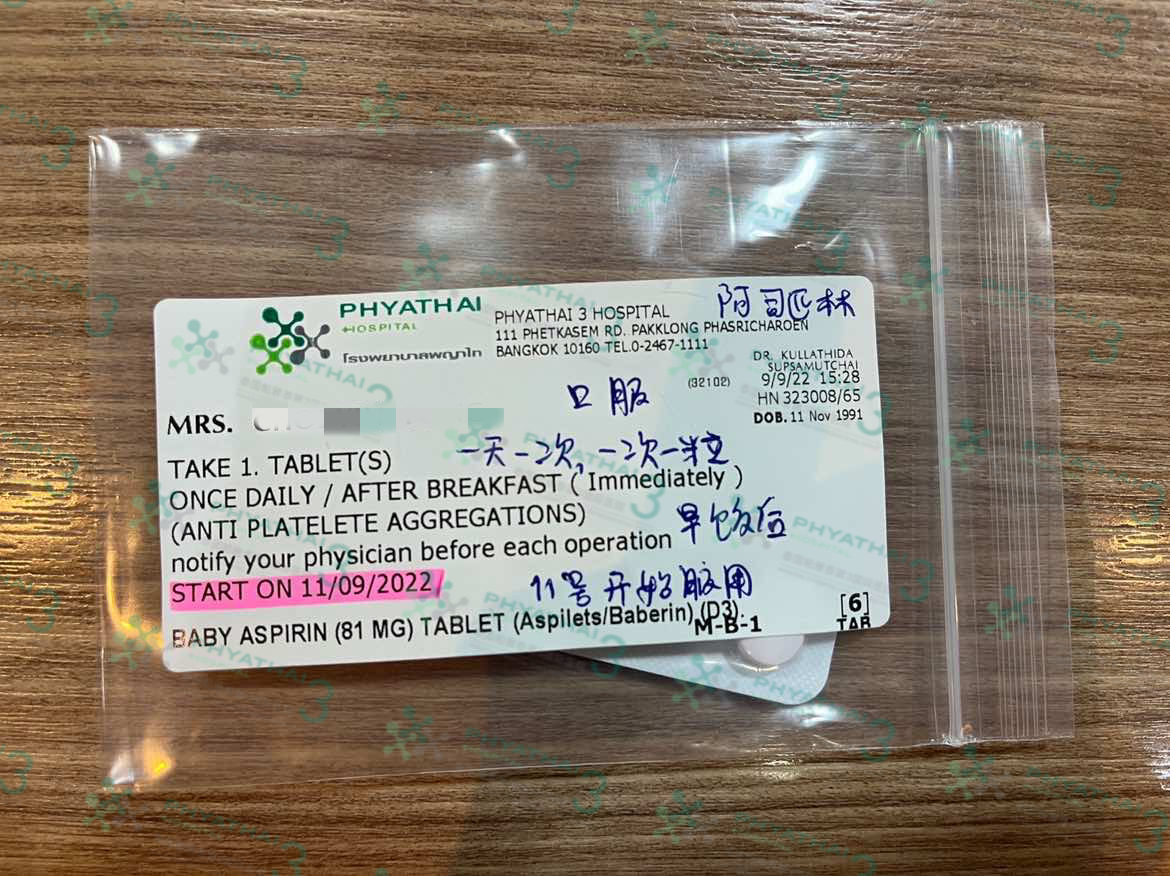 PHYATHAI
HOSPITAL
โรงพยาบาลพญาไท
PHYATHAI 3 HOSPITAL
111 PHETKASEM RD. PAKKLONG PHASRICHAROEN
BANGKOK 10160 TEL.0-2467-1111
阿司匹林
DR. KULLATHIDA
SUPSAMUTCHAI
(32102)
9/9/22 15:28
HN 323008/65
DOB. 11 Nov 1991
口服
MRS.
一天一次,一次一粒
TAKE 1. TABLET(S)
ONCE DAILY / AFTER BREAKFAST ( Immediately )
(ANTI PLATELETE AGGREGATIONS)
早饭后
notify your physician before each operation
START ON 11/09/2022
11号开始服用
BABY ASPIRIN (81 MG) TABLET (Aspilets/Baberin) (D3)
M-B-1
[6]
TAB